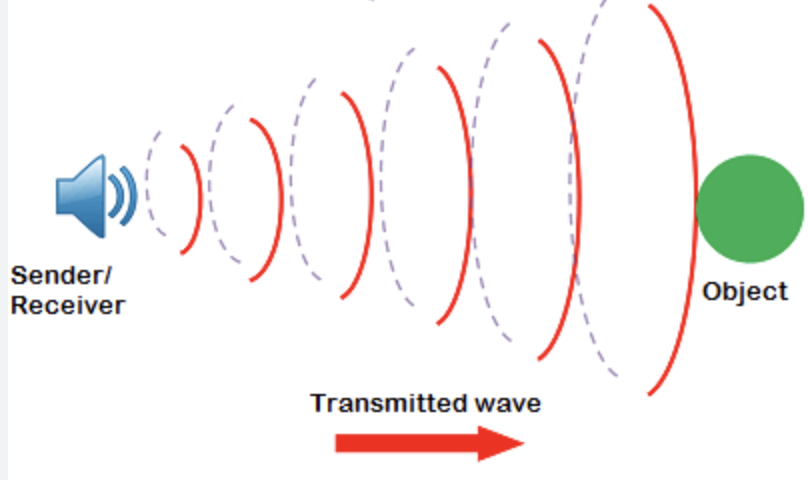 Sender/
Receiver
Object
Transmitted wave